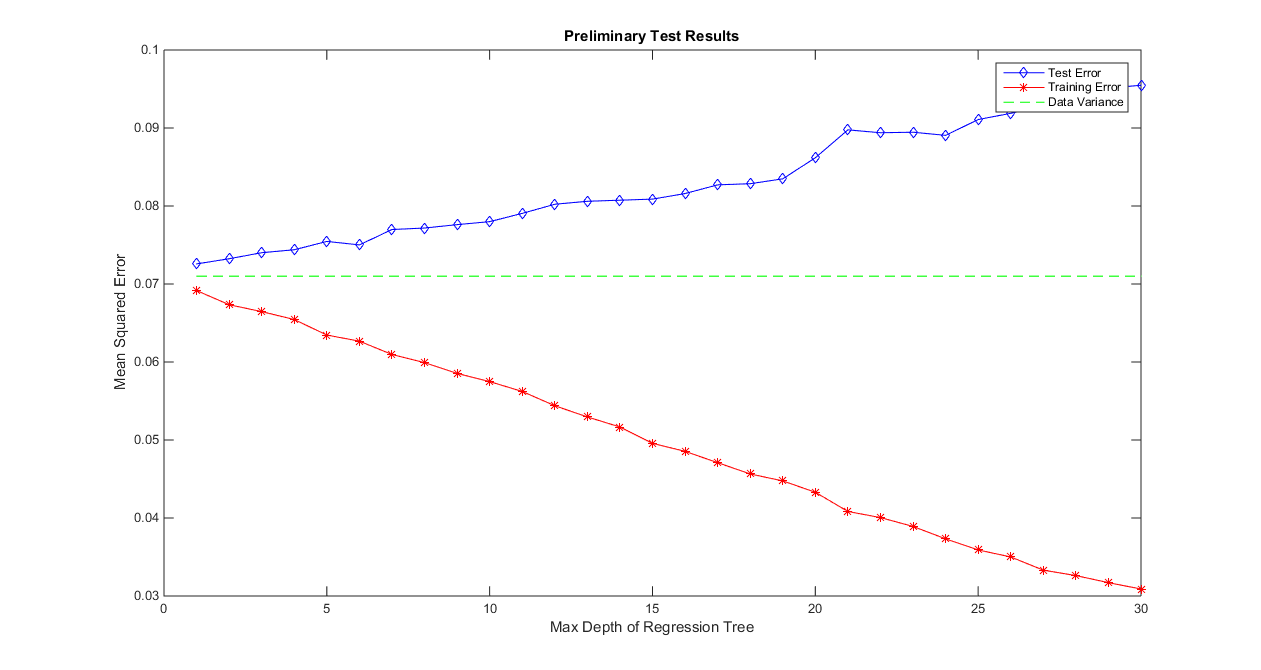 Preliminary Test Results
Test Error
Training Error
Data Variance
0.1
0.09
0.08
0.07
0.06
0.05
0.04
0.03
Mean Squared Error
0 5 10 15 20 25 30
Max Depth of Regression Tree